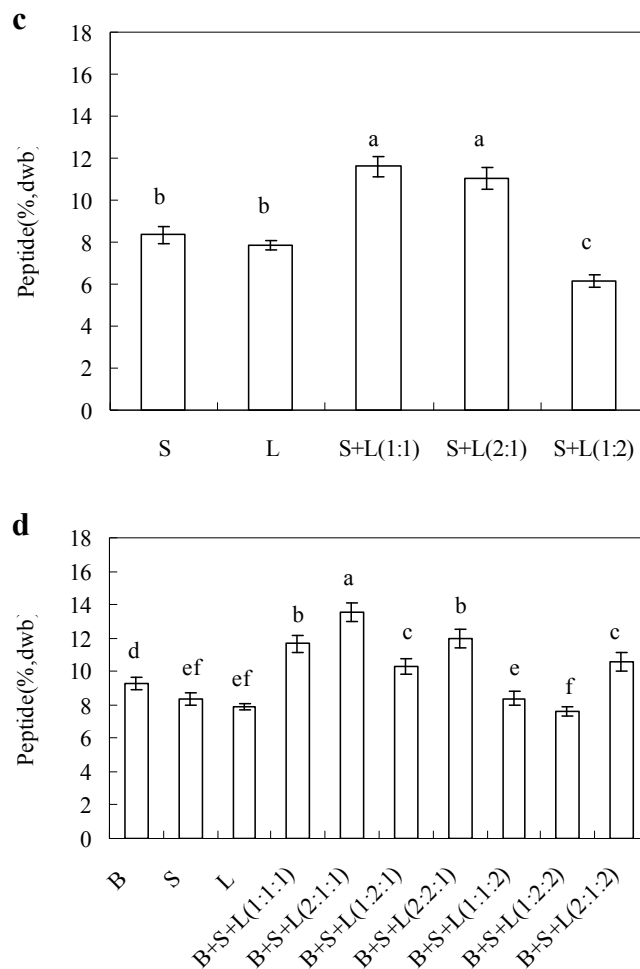 c
18
16
14
12
10
8
6
4
2
0
Peptide(%,dwb)
b
b
a
a
c
S L S+L(1:1) S+L(2:1) S+L(1:2)
d
18
16
14
12
10
8
6
4
2
0
Peptide(%,dwb)
d
ef
ef
b
a
c
b
e
f
c
B
S
L
B+S+L(1:1:1)
B+S+L(2:1:1)
B+S+L(1:2:1)
B+S+L(2:2:1)
B+S+L(1:1:2)
B+S+L(1:2:2)
B+S+L(2:1:2)